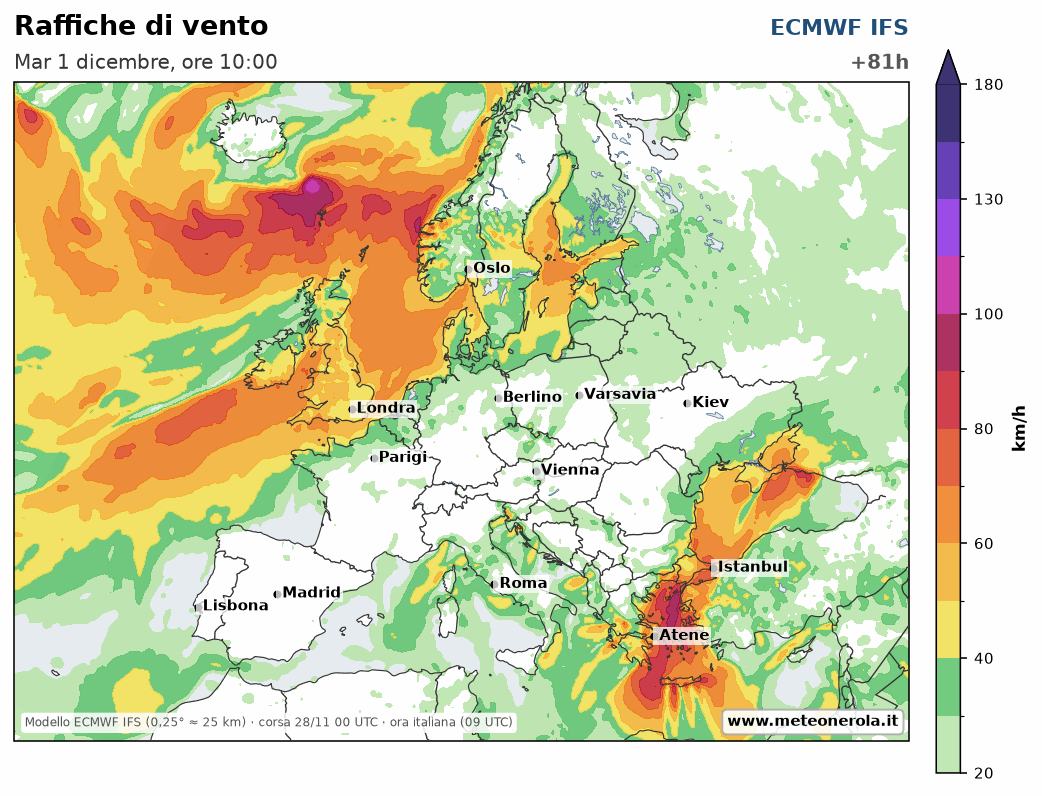 Raffiche di vento
ECMWF IFS
Mar 1 dicembre, ore 10:00
+81h
180
130
100
80
60
40
20
km/h
Oslo
Berlino
Varsavia
Kiev
Londra
Parigi
Vienna
Istanbul
Roma
Madrid
Lisbona
Atene
Modello ECMWF IFS (0,25° ≈ 25 km) · corsa 28/11 00 UTC · ora italiana (09 UTC)
www.meteonerola.it